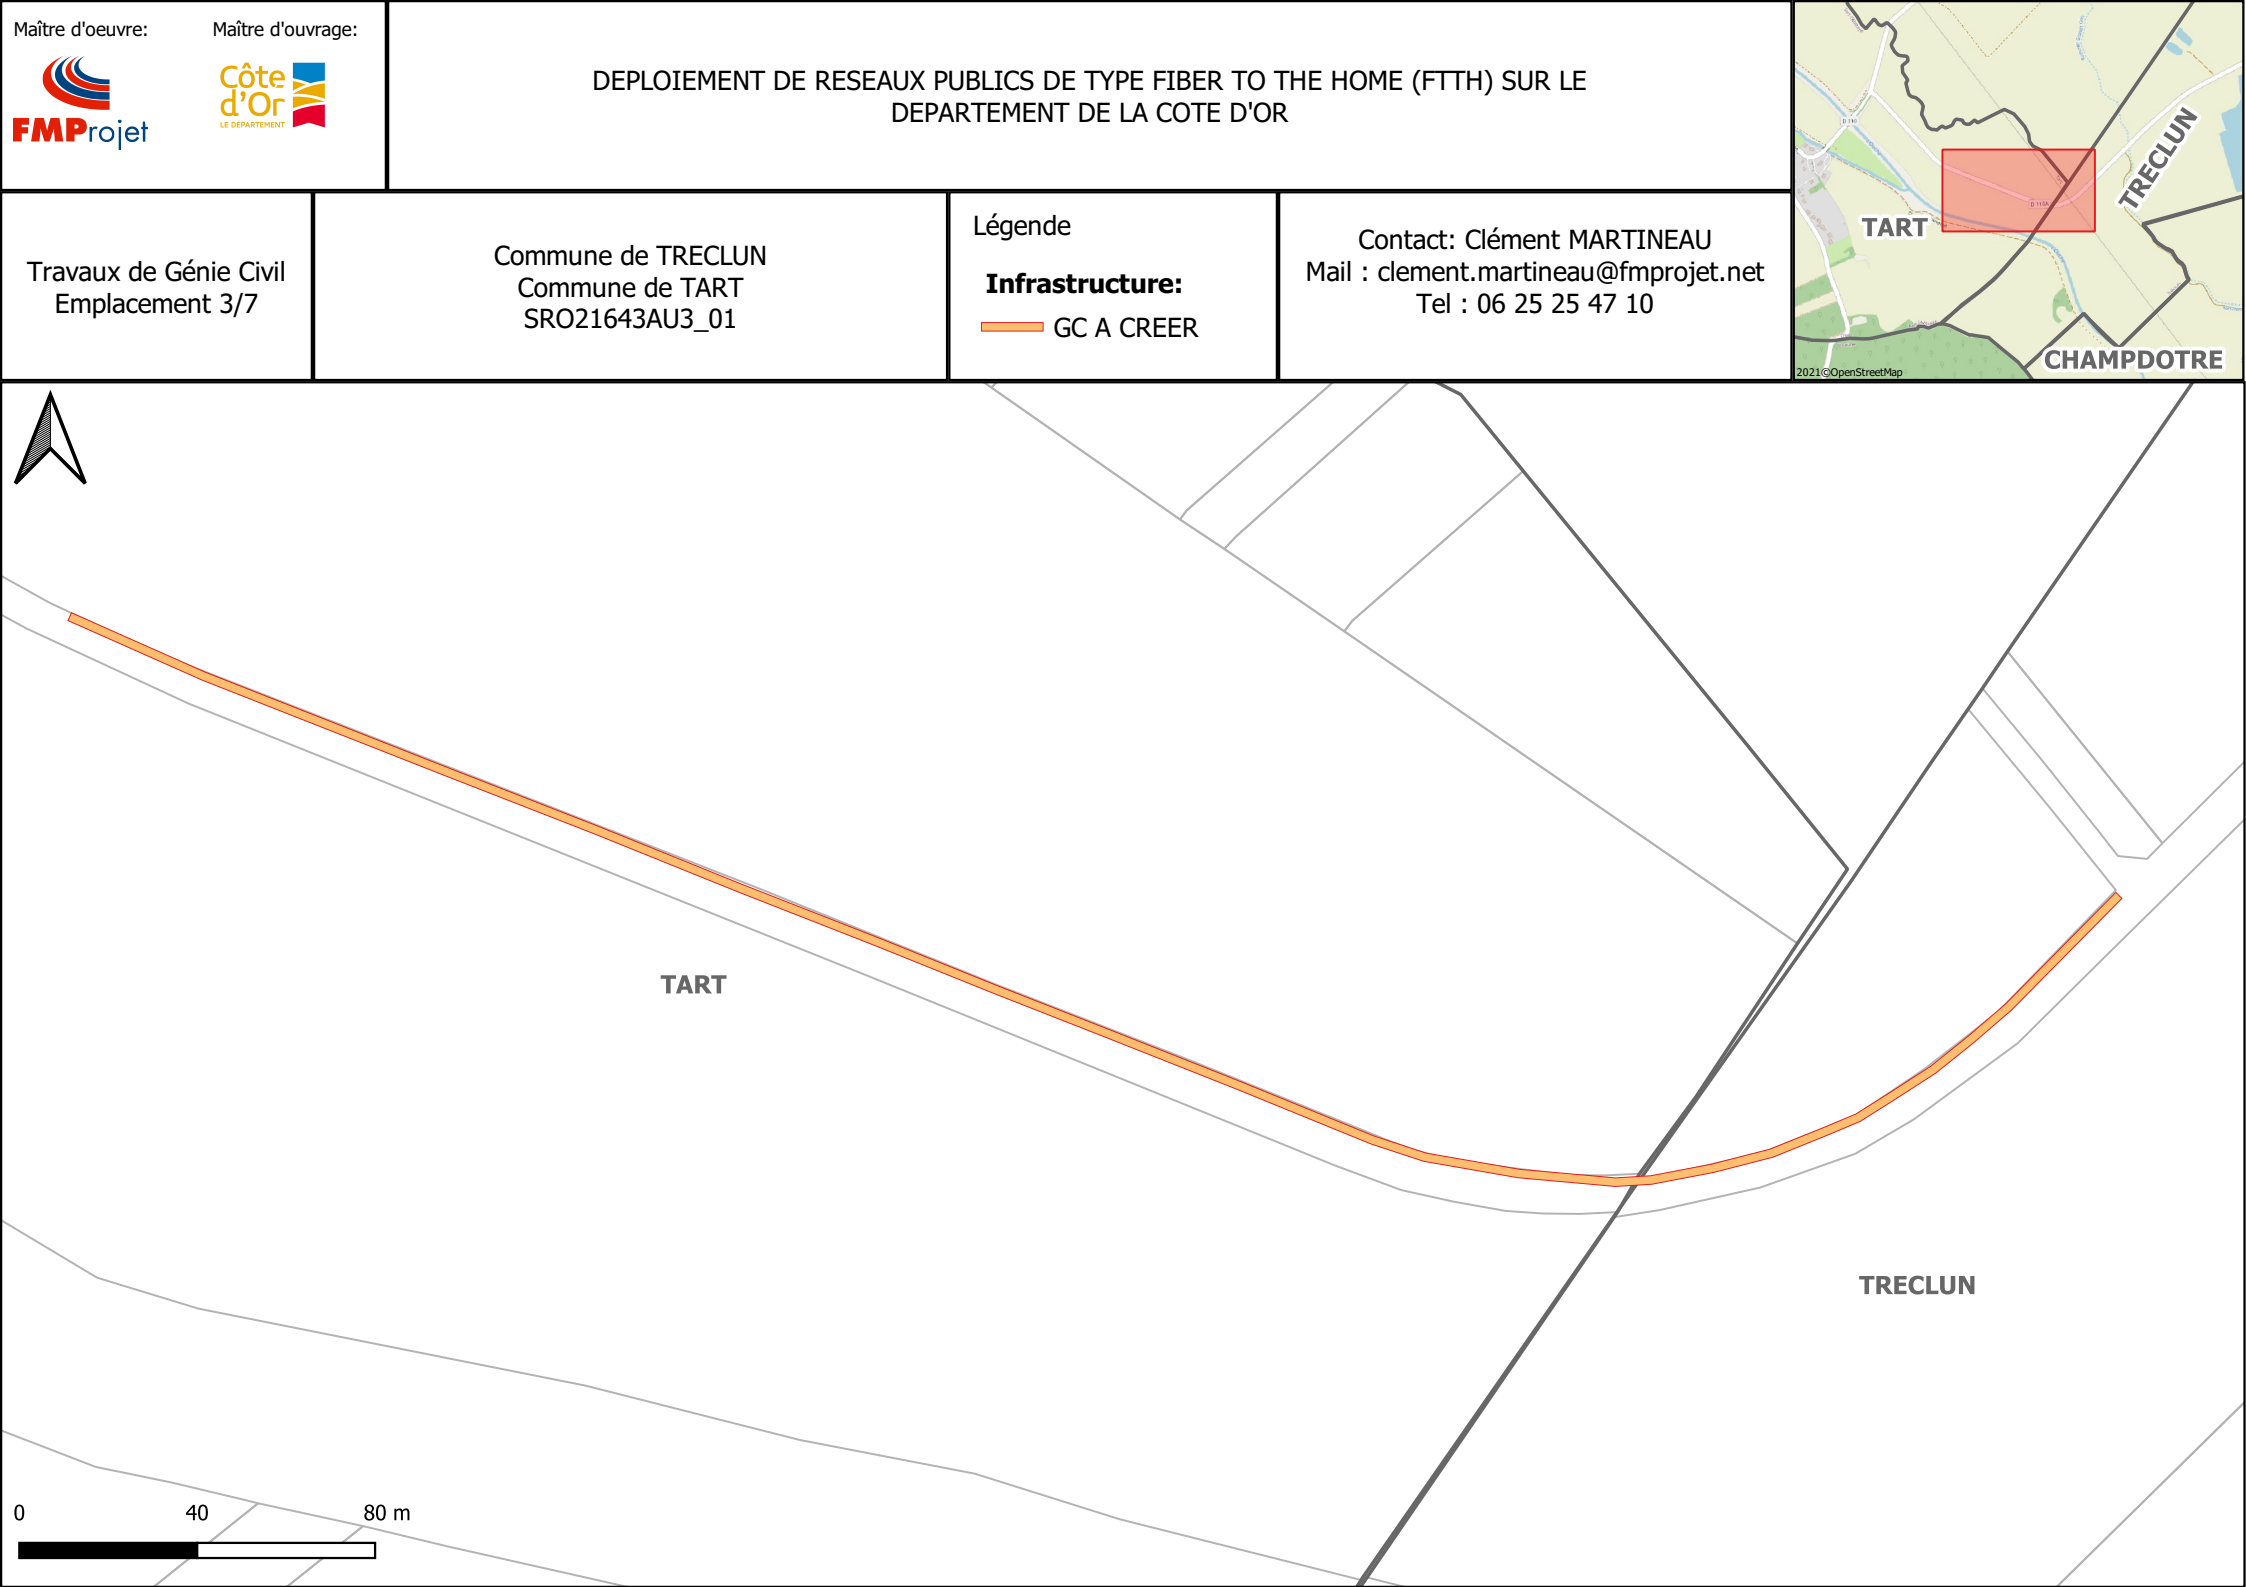 Maître d'oeuvre:
Maître d'ouvrage:
FMProjet
Côte
d'Or
LE DÉPARTEMENT
DEPLOIEMENT DE RESEAUX PUBLICS DE TYPE FIBER TO THE HOME (FTTH) SUR LE
DEPARTEMENT DE LA COTE D'OR
Travaux de Génie Civil
Emplacement 3/7
Commune de TRECLUN
Commune de TART
SRO21643AU3_01
Légende
Infrastructure:
GC A CREER
Contact: Clément MARTINEAU
Mail : clement.martineau@fmprojet.net
Tel : 06 25 25 47 10
TRECLUN
TART
CHAMPDOTRE
2021©OpenStreetMap
TART
TRECLUN
0 40 80 m